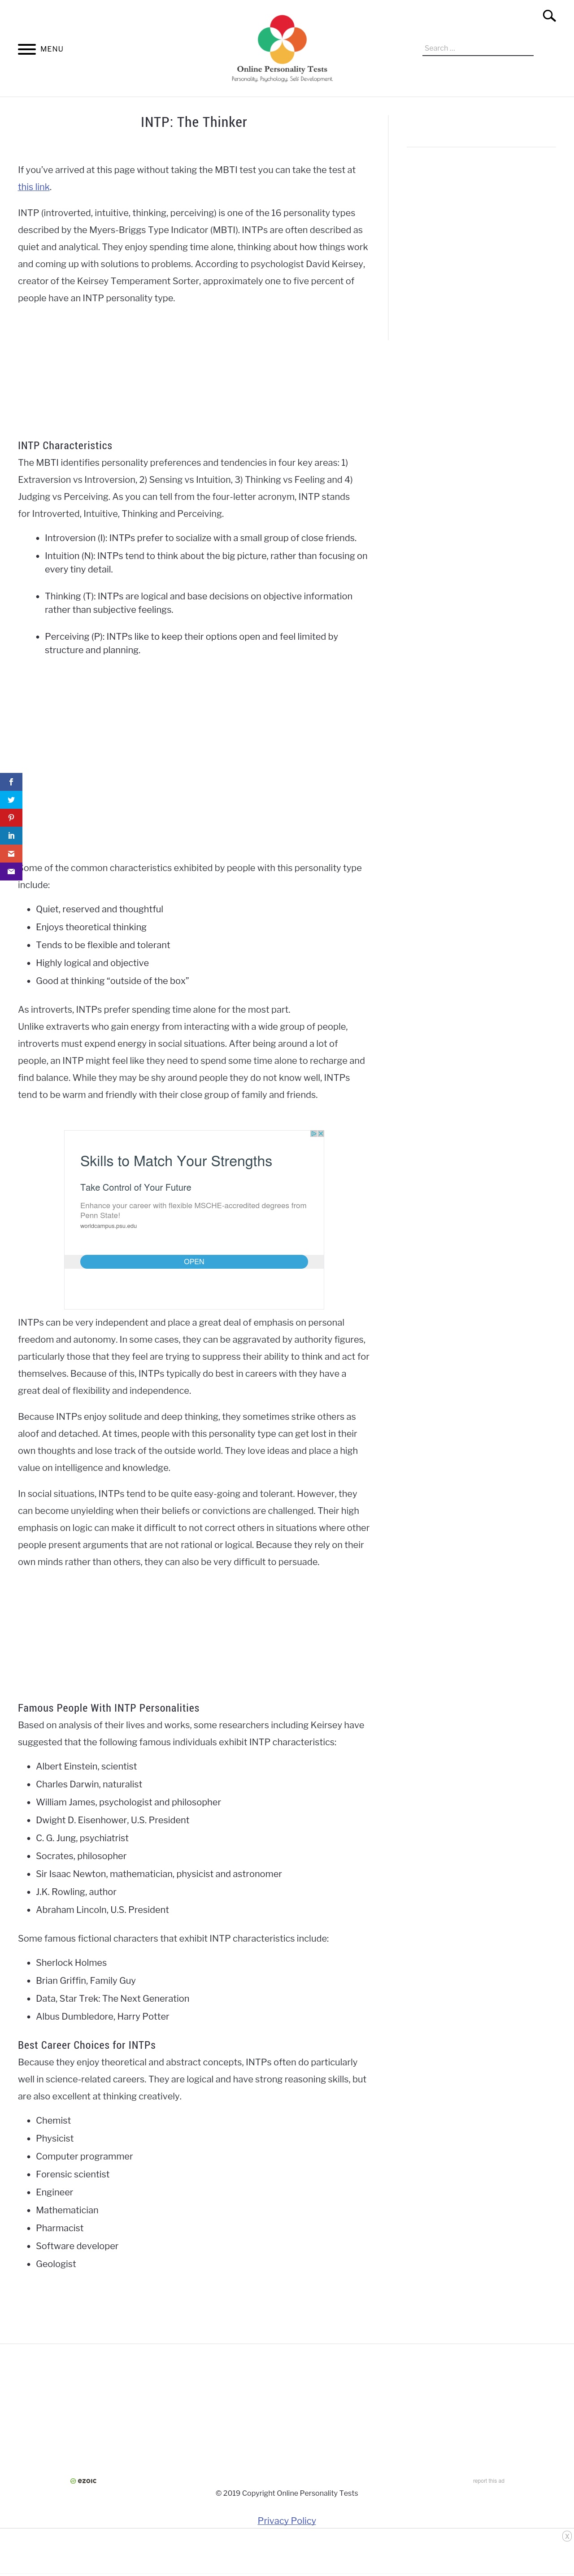 MENU
Online Personality Tests
Personality, Psychology, Self Development
Search ...
INTP: The Thinker
If you've arrived at this page without taking the MBTI test you can take the test at
this link.
INTP (introverted, intuitive, thinking, perceiving) is one of the 16 personality types
described by the Myers-Briggs Type Indicator (MBTI). INTPs are often described as
quiet and analytical. They enjoy spending time alone, thinking about how things work
and coming up with solutions to problems. According to psychologist David Keirsey,
creator of the Keirsey Temperament Sorter, approximately one to five percent of
people have an INTP personality type.
INTP Characteristics
The MBTI identifies personality preferences and tendencies in four key areas: 1)
Extraversion vs Introversion, 2) Sensing vs Intuition, 3) Thinking vs Feeling and 4)
Judging vs Perceiving. As you can tell from the four-letter acronym, INTP stands
for Introverted, Intuitive, Thinking and Perceiving.
• Introversion (I): INTPs prefer to socialize with a small group of close friends.
• Intuition (N): INTPs tend to think about the big picture, rather than focusing on
every tiny detail.
• Thinking (T): INTPs are logical and base decisions on objective information
rather than subjective feelings.
• Perceiving (P): INTPs like to keep their options open and feel limited by
structure and planning.
Some of the common characteristics exhibited by people with this personality type
include:
• Quiet, reserved and thoughtful
• Enjoys theoretical thinking
• Tends to be flexible and tolerant
• Highly logical and objective
• Good at thinking “outside of the box”
As introverts, INTPs prefer spending time alone for the most part.
Unlike extraverts who gain energy from interacting with a wide group of people,
introverts must expend energy in social situations. After being around a lot of
people, an INTP might feel like they need to spend some time alone to recharge and
find balance. While they may be shy around people they do not know well, INTPs
tend to be warm and friendly with their close group of family and friends.
Skills to Match Your Strengths
Take Control of Your Future
Enhance your career with flexible MSCHE-accredited degrees from
Penn State!
worldcampus.psu.edu
OPEN
INTPs can be very independent and place a great deal of emphasis on personal
freedom and autonomy. In some cases, they can be aggravated by authority figures,
particularly those that they feel are trying to suppress their ability to think and act for
themselves. Because of this, INTPs typically do best in careers with they have a
great deal of flexibility and independence.
Because INTPs enjoy solitude and deep thinking, they sometimes strike others as
aloof and detached. At times, people with this personality type can get lost in their
own thoughts and lose track of the outside world. They love ideas and place a high
value on intelligence and knowledge.
In social situations, INTPs tend to be quite easy-going and tolerant. However, they
can become unyielding when their beliefs or convictions are challenged. Their high
emphasis on logic can make it difficult to not correct others in situations where other
people present arguments that are not rational or logical. Because they rely on their
own minds rather than others, they can also be very difficult to persuade.
Famous People With INTP Personalities
Based on analysis of their lives and works, some researchers including Keirsey have
suggested that the following famous individuals exhibit INTP characteristics:
• Albert Einstein, scientist
• Charles Darwin, naturalist
• William James, psychologist and philosopher
• Dwight D. Eisenhower, U.S. President
• C. G. Jung, psychiatrist
• Socrates, philosopher
• Sir Isaac Newton, mathematician, physicist and astronomer
• J.K. Rowling, author
• Abraham Lincoln, U.S. President
Some famous fictional characters that exhibit INTP characteristics include:
• Sherlock Holmes
• Brian Griffin, Family Guy
• Data, Star Trek: The Next Generation
• Albus Dumbledore, Harry Potter
Best Career Choices for INTPs
Because they enjoy theoretical and abstract concepts, INTPs often do particularly
well in science-related careers. They are logical and have strong reasoning skills, but
are also excellent at thinking creatively.
• Chemist
• Physicist
• Computer programmer
• Forensic scientist
• Engineer
• Mathematician
• Pharmacist
• Software developer
• Geologist
ezoic
report this ad
© 2019 Copyright Online Personality Tests
Privacy Policy
X